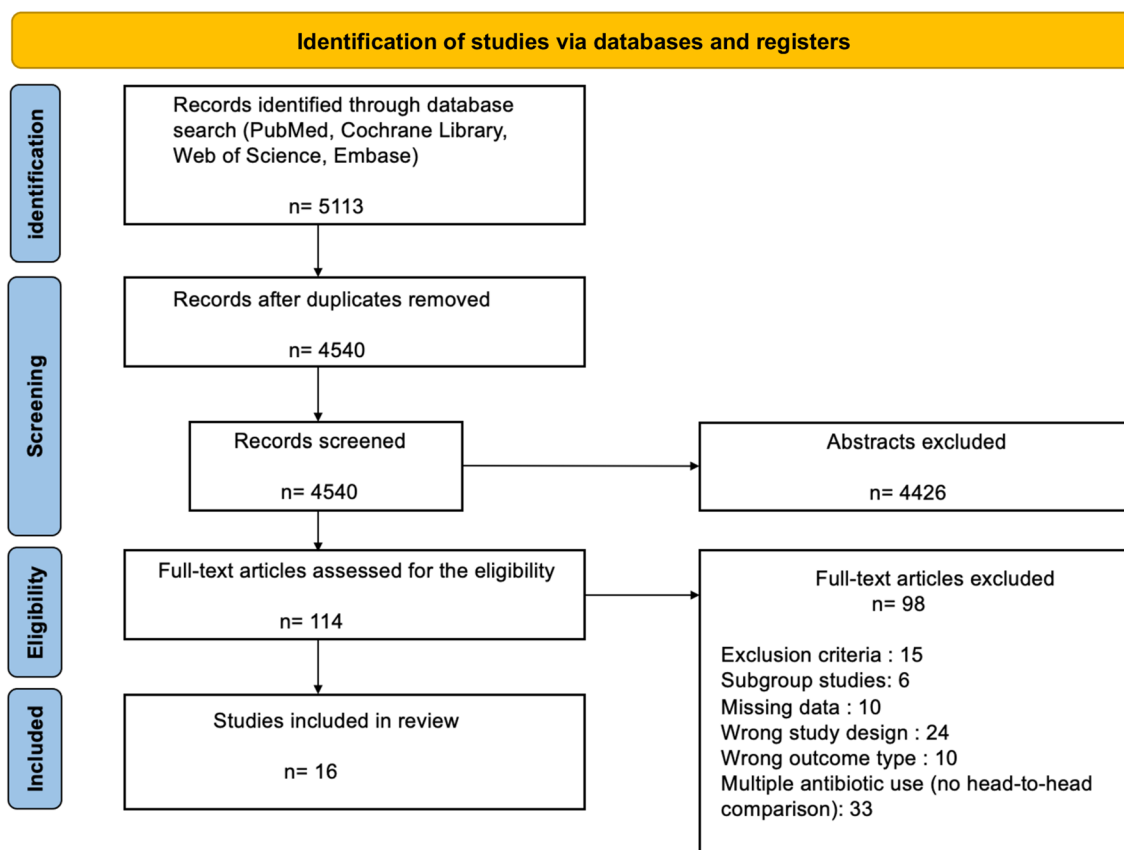 Identification of studies via databases and registers
identification
Records identified through database
search (PubMed, Cochrane Library,
Web of Science, Embase)
n= 5113
Screening
Records after duplicates removed
n= 4540
Records screened
n= 4540
Abstracts excluded
n= 4426
Eligibility
Full-text articles assessed for the eligibility
n= 114
Full-text articles excluded
n= 98
Exclusion criteria : 15
Subgroup studies: 6
Missing data : 10
Wrong study design : 24
Wrong outcome type : 10
Multiple antibiotic use (no head-to-head
comparison): 33
Included
Studies included in review
n= 16